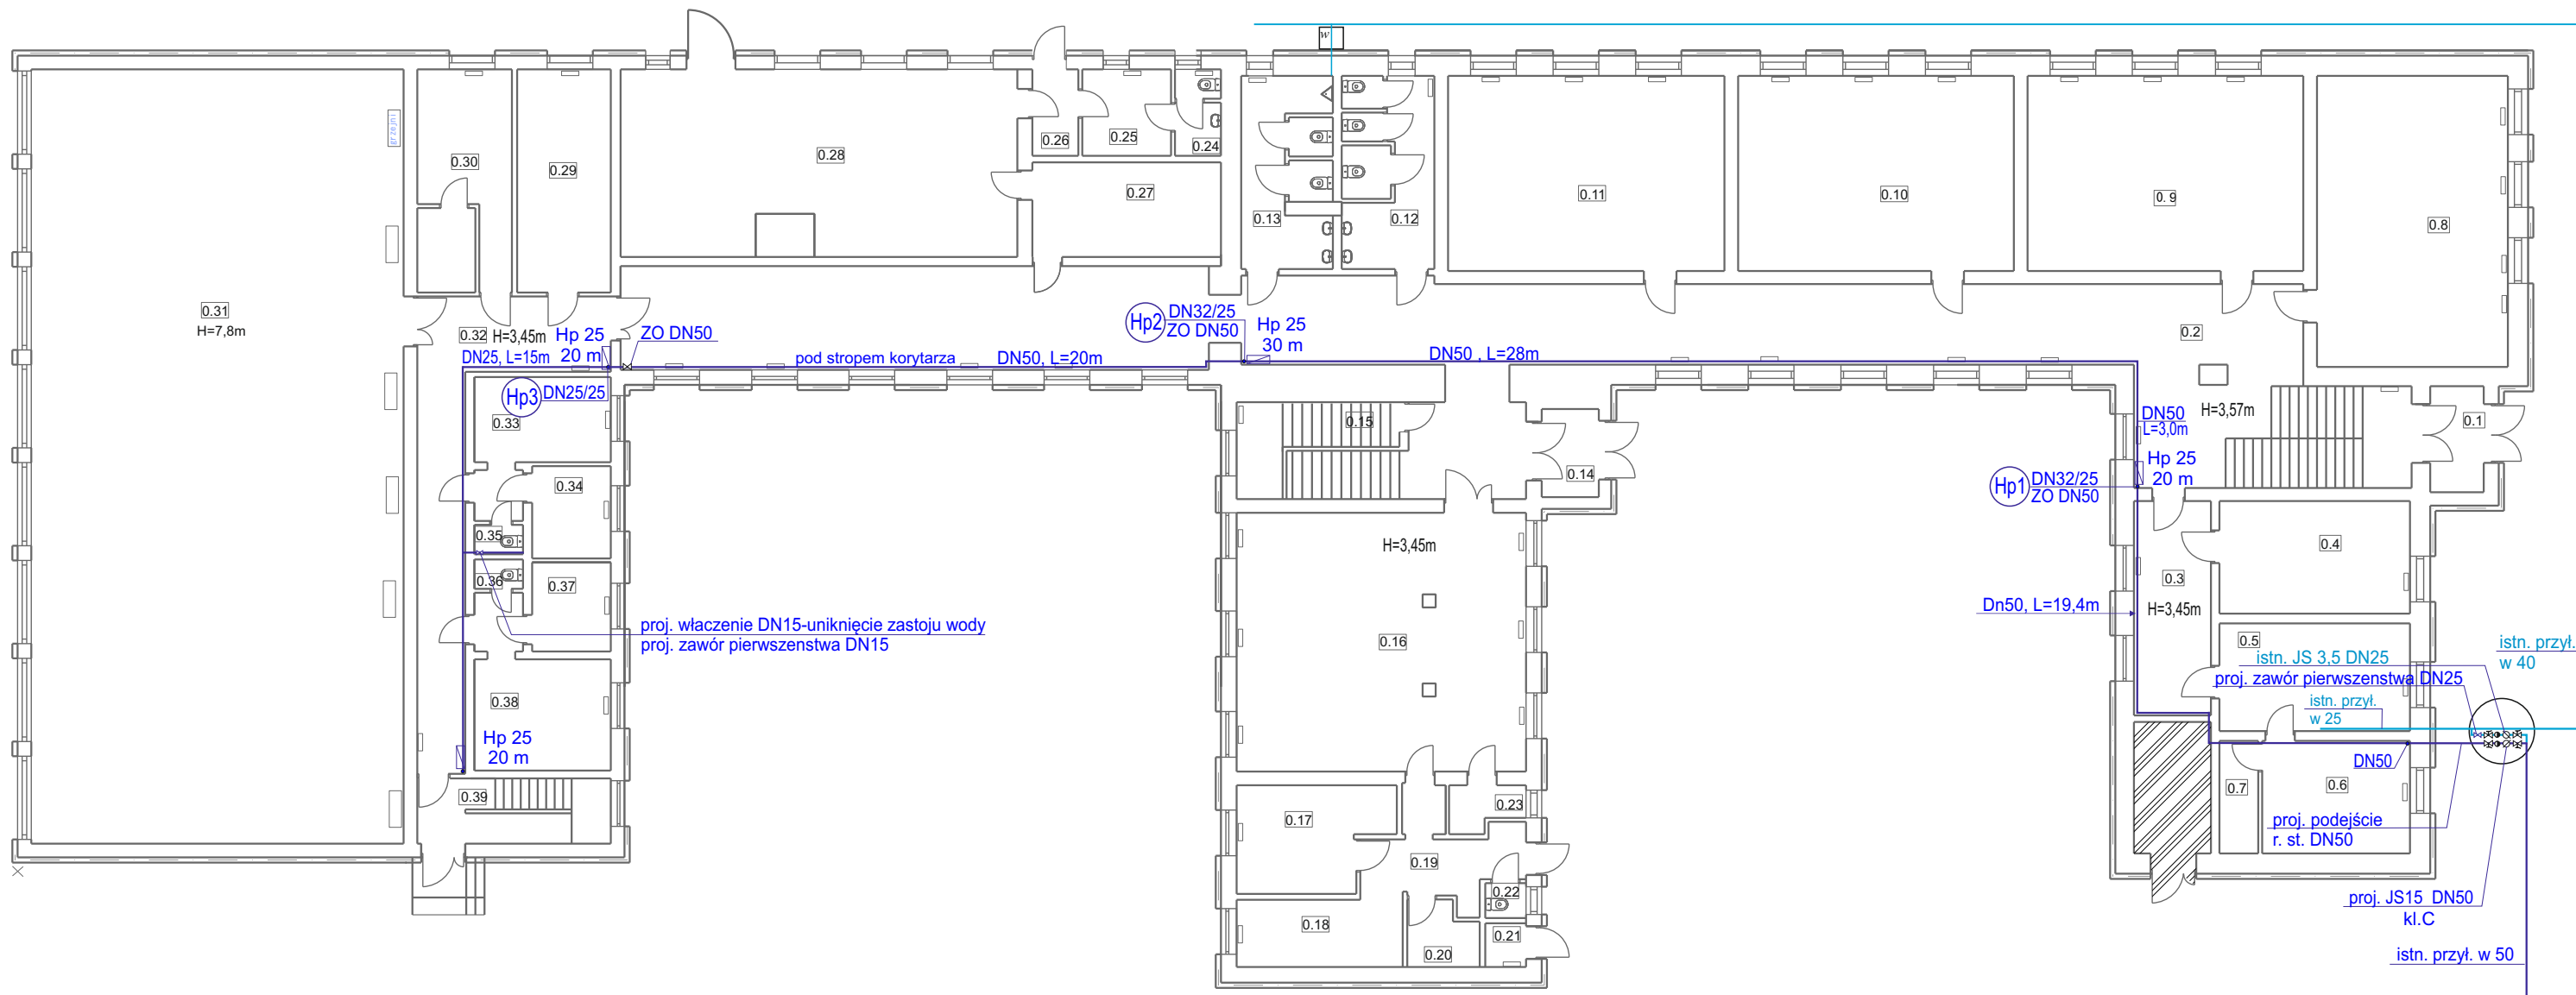 w
grzejni
0.30
0.29
0.28
0.26
0.25
0.24
0.27
0.13
0.12
0.11
0.10
0. 9
0.8
0.31
H=7,8m
0.32
H=3,45m
Hp 25
20 m
DN25, L=15m
ZO DN50
pod stropem korytarza
DN50, L=20m
Hp2
DN32/25
ZO DN50
Hp 25
30 m
DN50 , L=28m
0.2
H=3,57m
0.1
Hp3
DN25/25
0.33
0.34
0.35
0.36
0.37
0.38
Hp 25
20 m
0.39
proj. właczenie DN15-uniknięcie zastoju wody
proj. zawór pierwszenstwa DN15
0.15
0.14
H=3,45m
0.16
0.17
0.23
0.19
0.22
0.18
0.20
0.21
DN50
L=3,0m
Hp 25
20 m
Hp1
DN32/25
ZO DN50
0.4
0.3
H=3,45m
Dn50, L=19,4m
0.5
istn. JS 3,5 DN25
proj. zawór pierwszenstwa DN25
istn. przył.
w 25
istn. przył.
w 40
DN50
0.7
0.6
proj. podejście
r. st. DN50
proj. JS15 DN50
kl.C
istn. przył. w 50